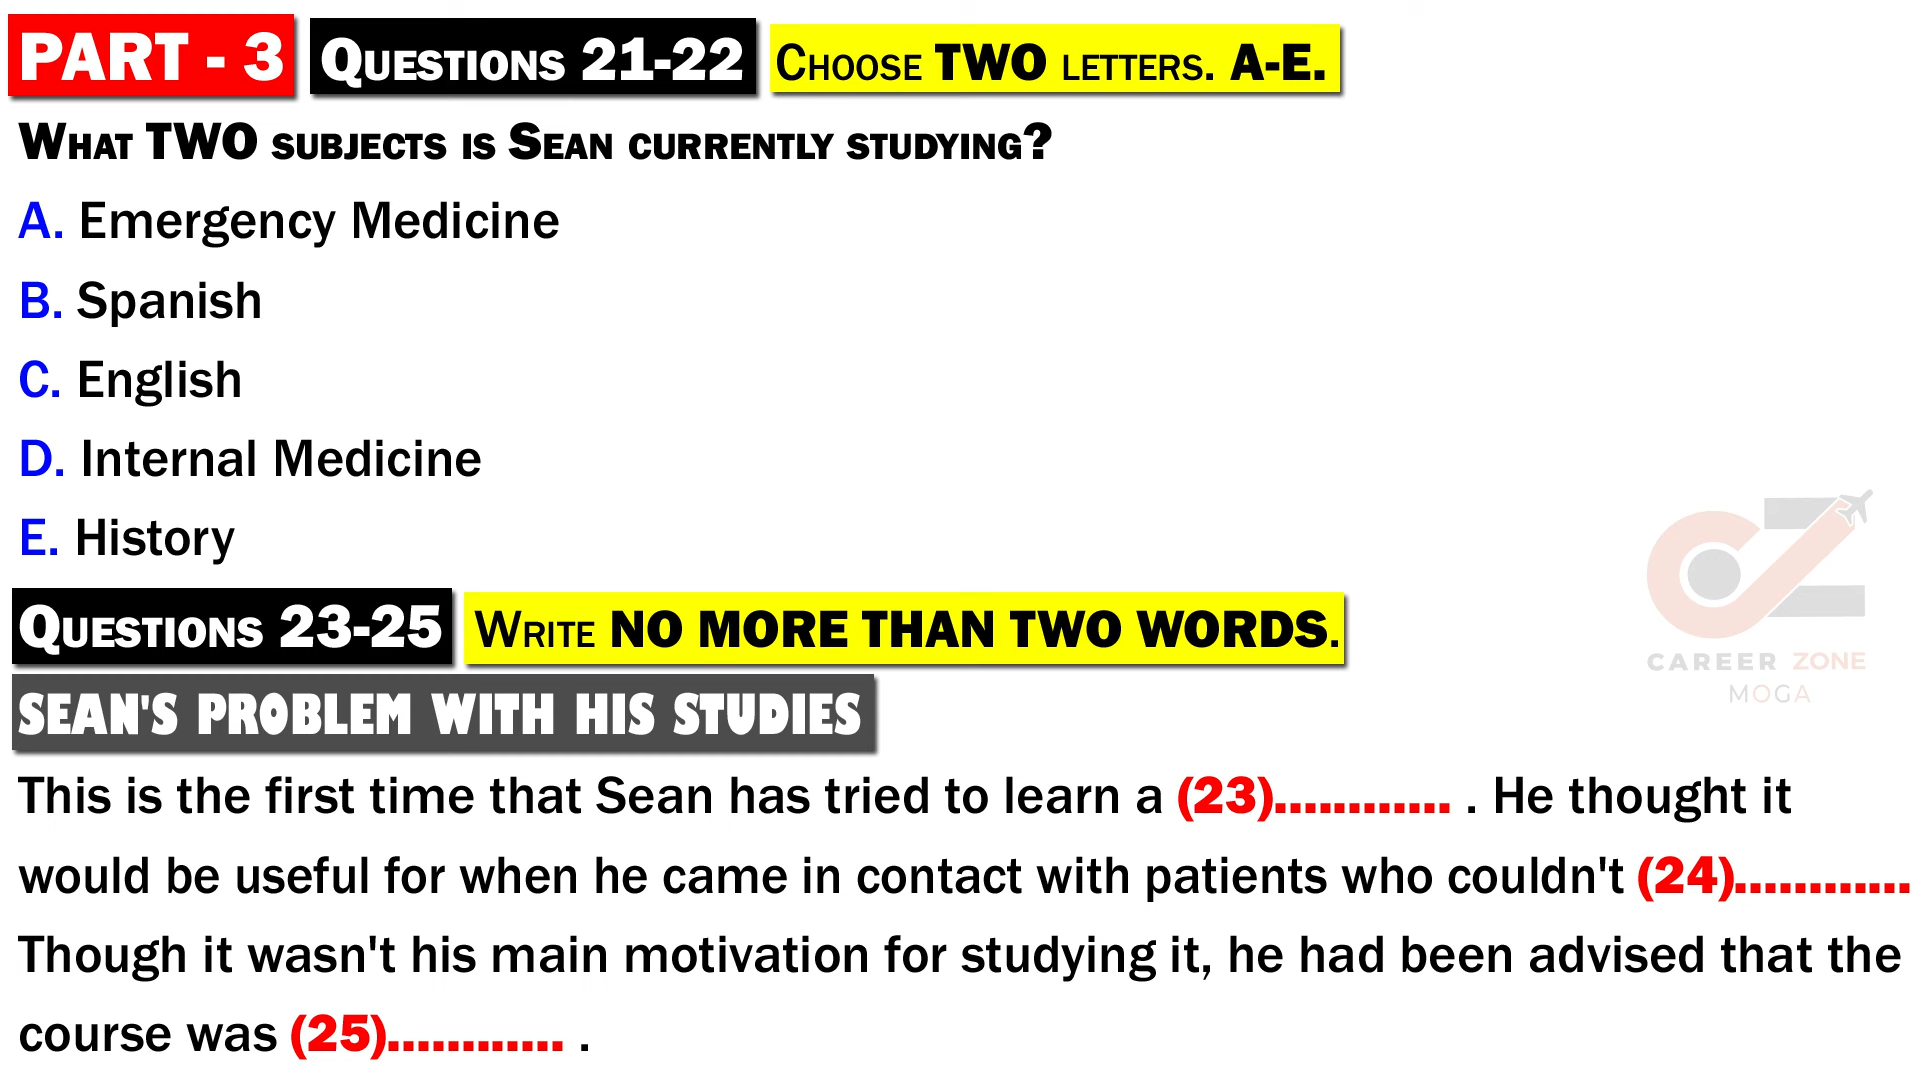 PART - 3 QUESTIONS 21-22 CHOOSE TWO LETTERS. A-E.
WHAT TWO SUBJECTS IS SEAN CURRENTLY STUDYING?
A. Emergency Medicine
B. Spanish
C. English
D. Internal Medicine
E. History
CAREER ZONE
MOGA
QUESTIONS 23-25 WRITE NO MORE THAN TWO WORDS.
SEAN'S PROBLEM WITH HIS STUDIES
This is the first time that Sean has tried to learn a (23)............ . He thought it
would be useful for when he came in contact with patients who couldn't (24)............
Though it wasn't his main motivation for studying it, he had been advised that the
course was (25)............ .